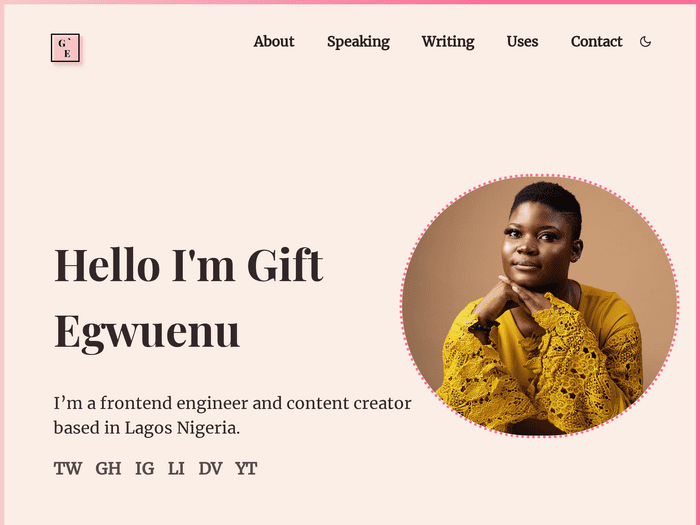 G`
E
About Speaking Writing Uses Contact
Hello I'm Gift
Egwuenu
I’m a frontend engineer and content creator
based in Lagos Nigeria.
TW GH IG LI DV YT